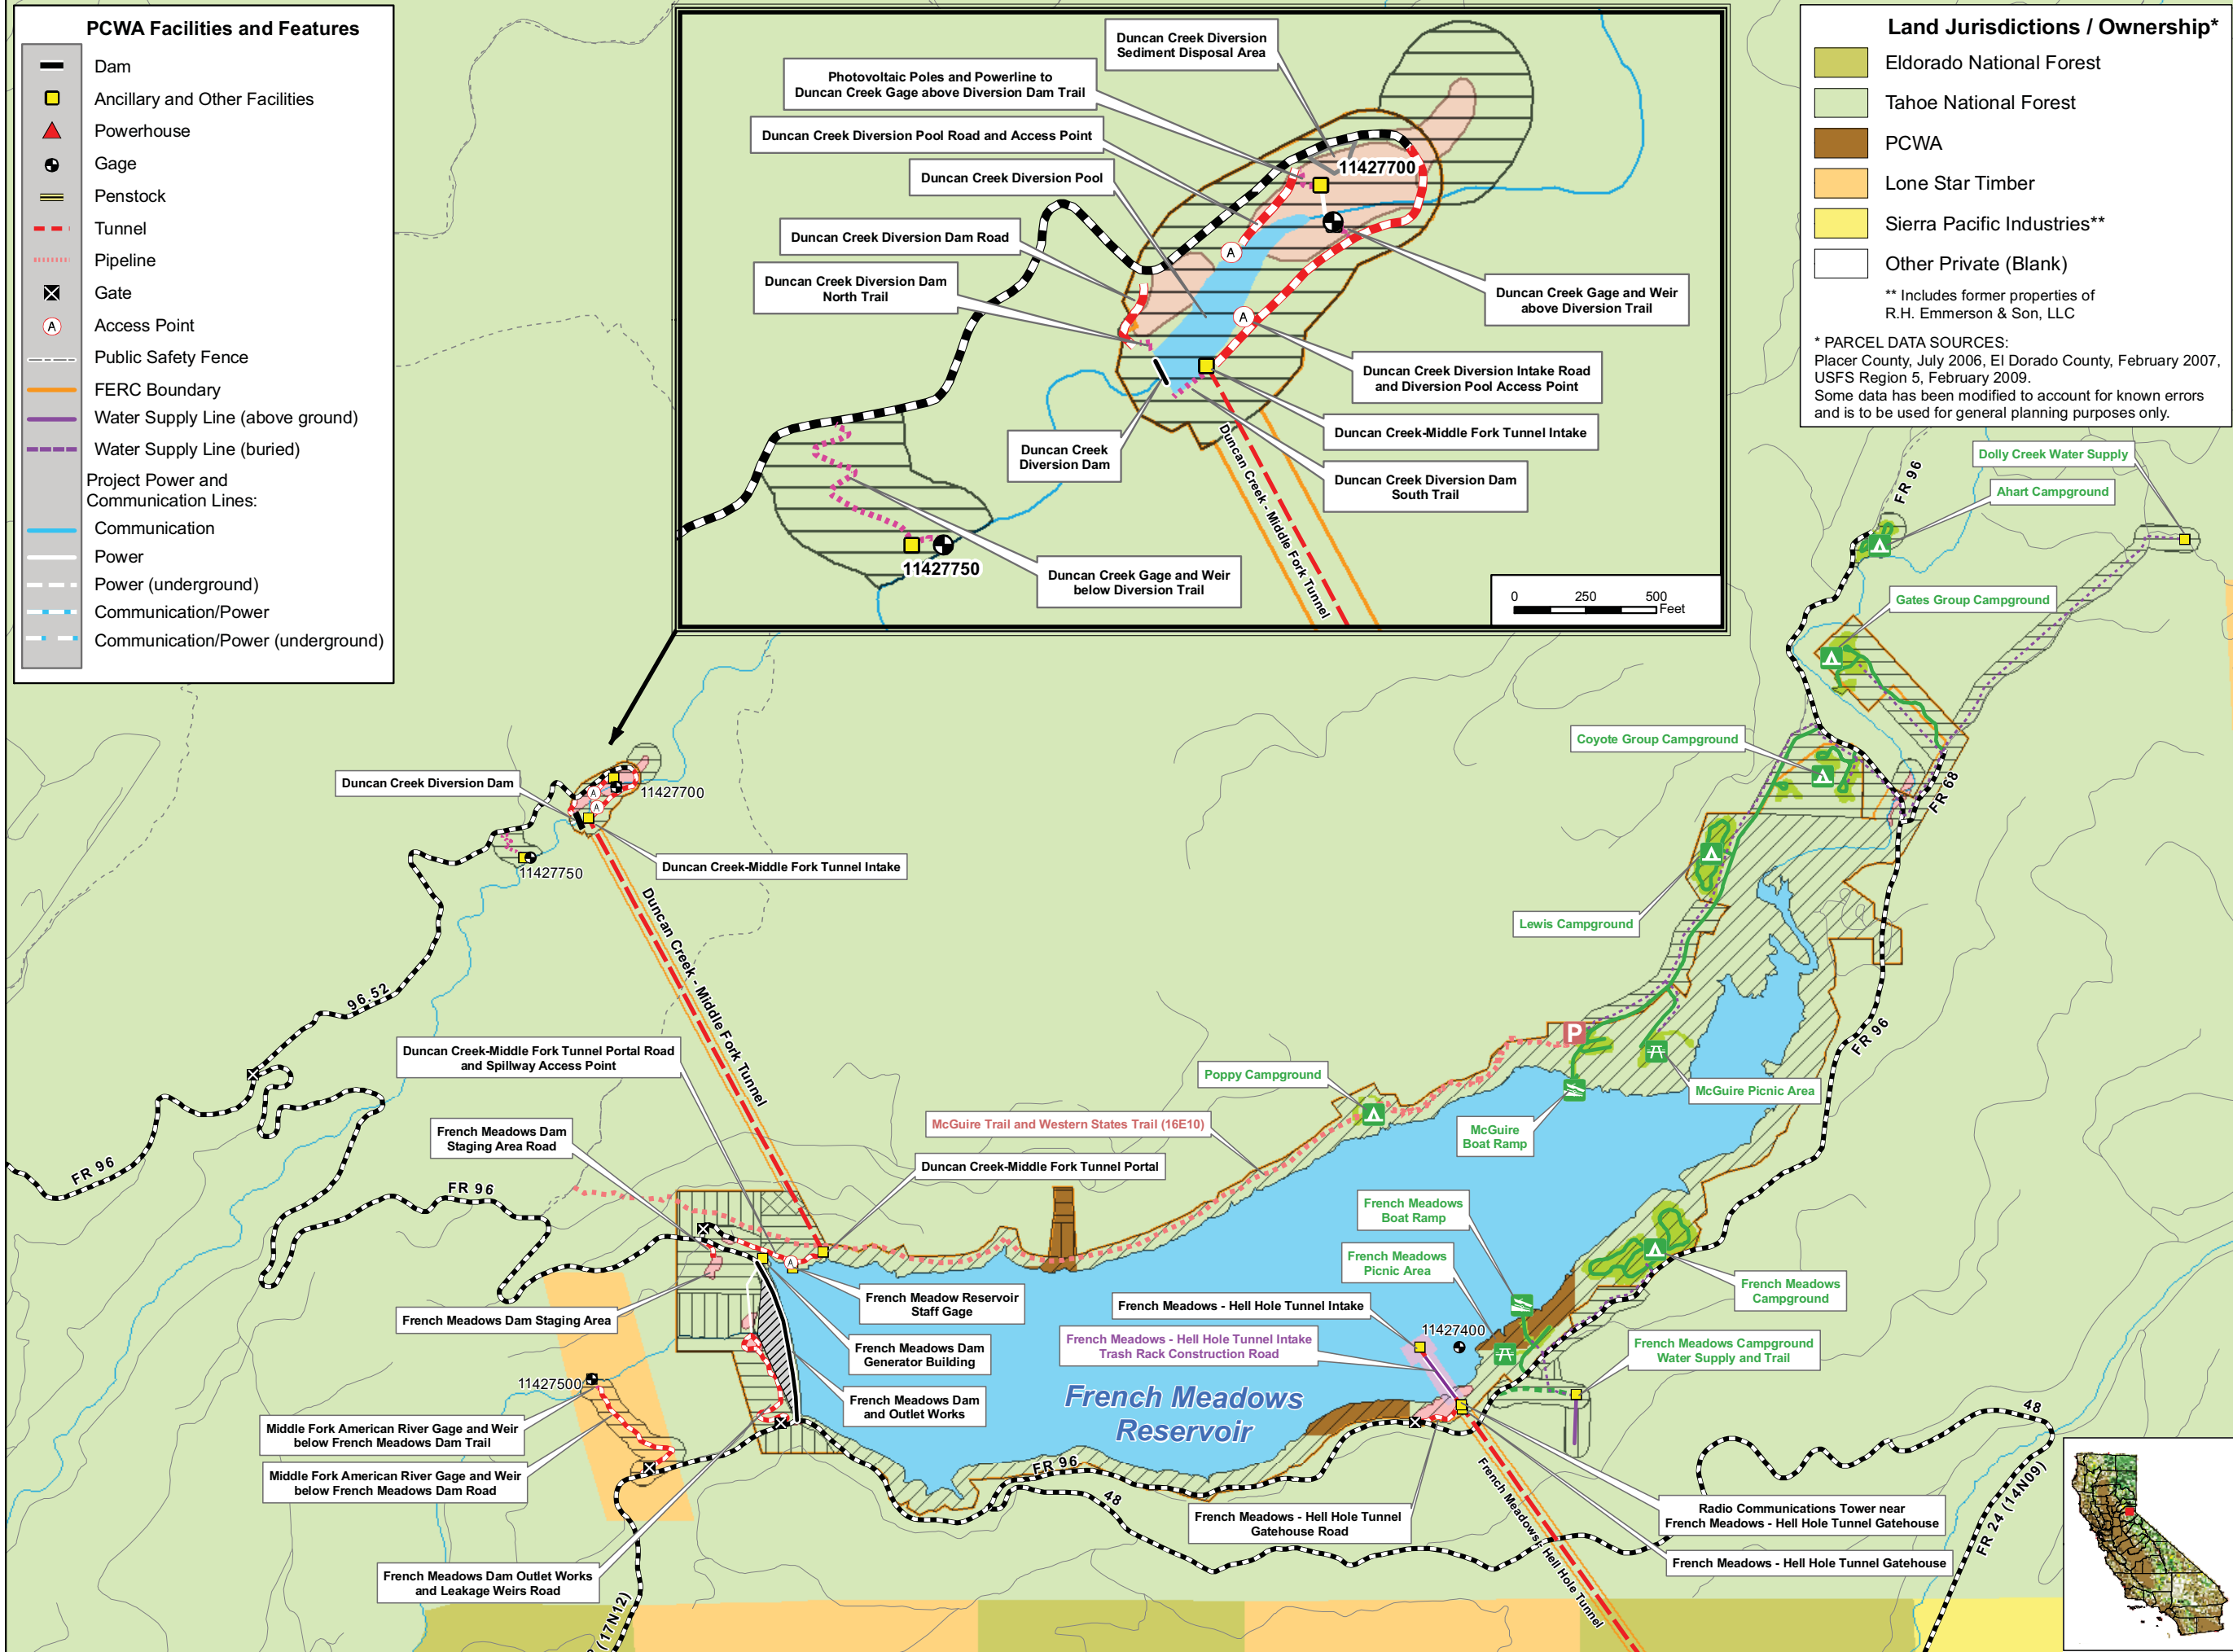 PCWA Facilities and Features
Dam
Ancillary and Other Facilities
Powerhouse
Gage
Penstock
Tunnel
Pipeline
Gate
A
Access Point
Public Safety Fence
FERC Boundary
Water Supply Line (above ground)
Water Supply Line (buried)
Project Power and
Communication Lines:
Communication
Power
Power (underground)
Communication/Power
Communication/Power (underground)
Duncan Creek Diversion
Sediment Disposal Area
Photovoltaic Poles and Powerline to
Duncan Creek Gage above Diversion Dam Trail
Duncan Creek Diversion Pool Road and Access Point
Duncan Creek Diversion Pool
Duncan Creek Diversion Dam Road
Duncan Creek Diversion Dam
North Trail
11427700
A
A
Duncan Creek Gage and Weir
above Diversion Trail
Duncan Creek Diversion Intake Road
and Diversion Pool Access Point
Duncan Creek-Middle Fork Tunnel Intake
Duncan Creek
Diversion Dam
Duncan Creek Diversion Dam
South Trail
Duncan Creek - Middle Fork Tunnel
11427750
Duncan Creek Gage and Weir
below Diversion Trail
0 250 500
Feet
Land Jurisdictions / Ownership*
Eldorado National Forest
Tahoe National Forest
PCWA
Lone Star Timber
Sierra Pacific Industries**
Other Private (Blank)
** Includes former properties of
R.H. Emmerson & Son, LLC
* PARCEL DATA SOURCES:
Placer County, July 2006, El Dorado County, February 2007,
USFS Region 5, February 2009.
Some data has been modified to account for known errors
and is to be used for general planning purposes only.
Dolly Creek Water Supply
FR 96
Ahart Campground
Gates Group Campground
Coyote Group Campground
FR 68
Lewis Campground
Duncan Creek Diversion Dam
A
A
11427700
11427750
Duncan Creek-Middle Fork Tunnel Intake
Duncan Creek - Middle Fork Tunnel
96.52
FR 96
FR 96
FR 96
P
McGuire Picnic Area
Poppy Campground
McGuire
Boat Ramp
Duncan Creek-Middle Fork Tunnel Portal Road
and Spillway Access Point
French Meadows Dam
Staging Area Road
McGuire Trail and Western States Trail (16E10)
Duncan Creek-Middle Fork Tunnel Portal
A
French Meadows
Boat Ramp
French Meadows
Picnic Area
French Meadows
Campground
French Meadow Reservoir
Staff Gage
French Meadows - Hell Hole Tunnel Intake
French Meadows Dam Staging Area
French Meadows Dam
Generator Building
French Meadows - Hell Hole Tunnel Intake
Trash Rack Construction Road
11427400
French Meadows Campground
Water Supply and Trail
11427500
French Meadows Dam
and Outlet Works
French Meadows
Reservoir
Middle Fork American River Gage and Weir
below French Meadows Dam Trail
Middle Fork American River Gage and Weir
below French Meadows Dam Road
FR 96
48
48
FR 24 (14N09)
French Meadows - Hell Hole Tunnel
Gatehouse Road
Radio Communications Tower near
French Meadows - Hell Hole Tunnel Gatehouse
French Meadows - Hell Hole Tunnel Gatehouse
French Meadows - Hell Hole Tunnel
French Meadows Dam Outlet Works
and Leakage Weirs Road
(17N12)